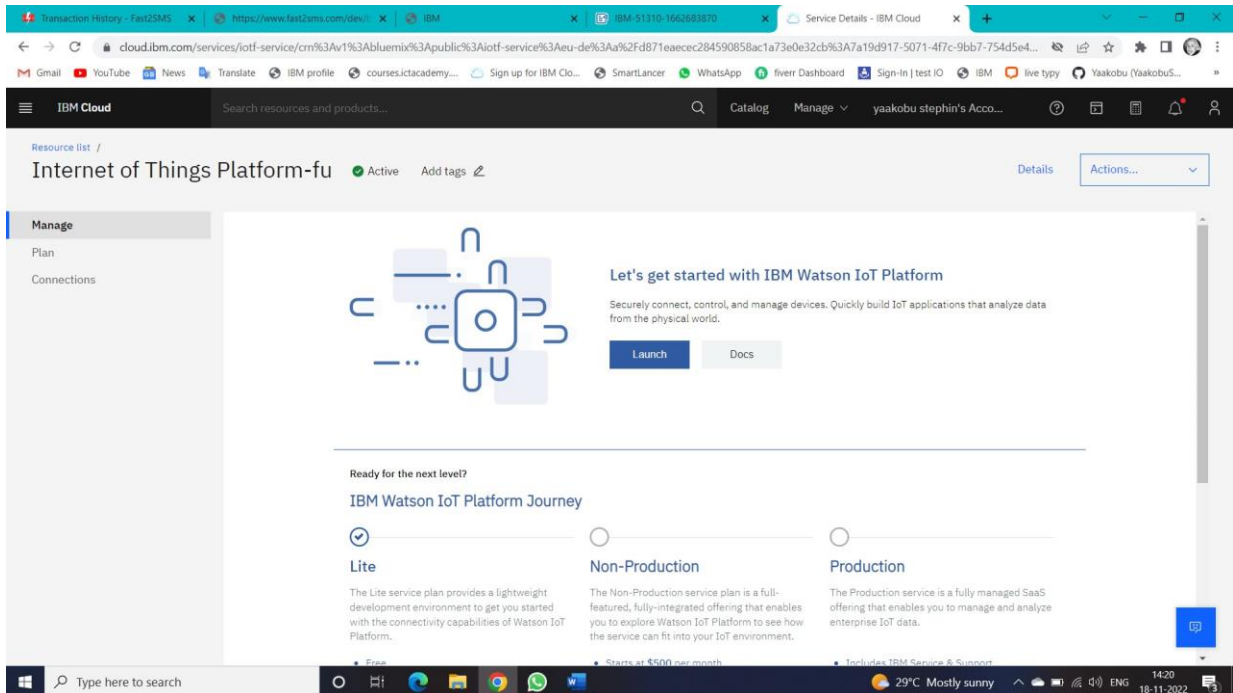 Transaction History - Fast2SMS
https://www.fast2sms.com/dev/
IBM
IBM-51310-1662683870
Service Details - IBM Cloud
cloud.ibm.com/services/iotf-service/crn%3Av1%3Abluemix%3Apublic%3Aiotf-service%3Aeu-de%3Aa%2Fd871eaecec284590858ac1a73e0e32cb%3A7a19d917-5071-4f7c-9bb7-754d5e4...
Gmail YouTube News Translate IBM profile courses.ictacademy.... Sign up for IBM Clo... SmartLancer WhatsApp fiverr Dashboard Sign-In | test IO IBM live typy Yaakobu (YaakobuS... »
IBM Cloud Search resources and products... Catalog Manage yaakobu stephin's Acco...
Resource list /
Internet of Things Platform-fu Active Add tags Details Actions...
Manage
Plan
Connections
Let's get started with IBM Watson IoT Platform
Securely connect, control, and manage devices. Quickly build IoT applications that analyze data
from the physical world.
Launch Docs
Ready for the next level?
IBM Watson IoT Platform Journey
Lite
The Lite service plan provides a lightweight
development environment to get you started
with the connectivity capabilities of Watson IoT
Platform.
• Free
Non-Production
The Non-Production service plan is a full-
featured, fully-integrated offering that enables
you to explore Watson IoT Platform to see how
the service can fit into your IoT environment.
• Starts at $500 per month
Production
The Production service is a fully managed SaaS
offering that enables you to manage and analyze
enterprise IoT data.
• Includes IBM Service & Support
Type here to search
29°C Mostly sunny ENG
14:20
18-11-2022